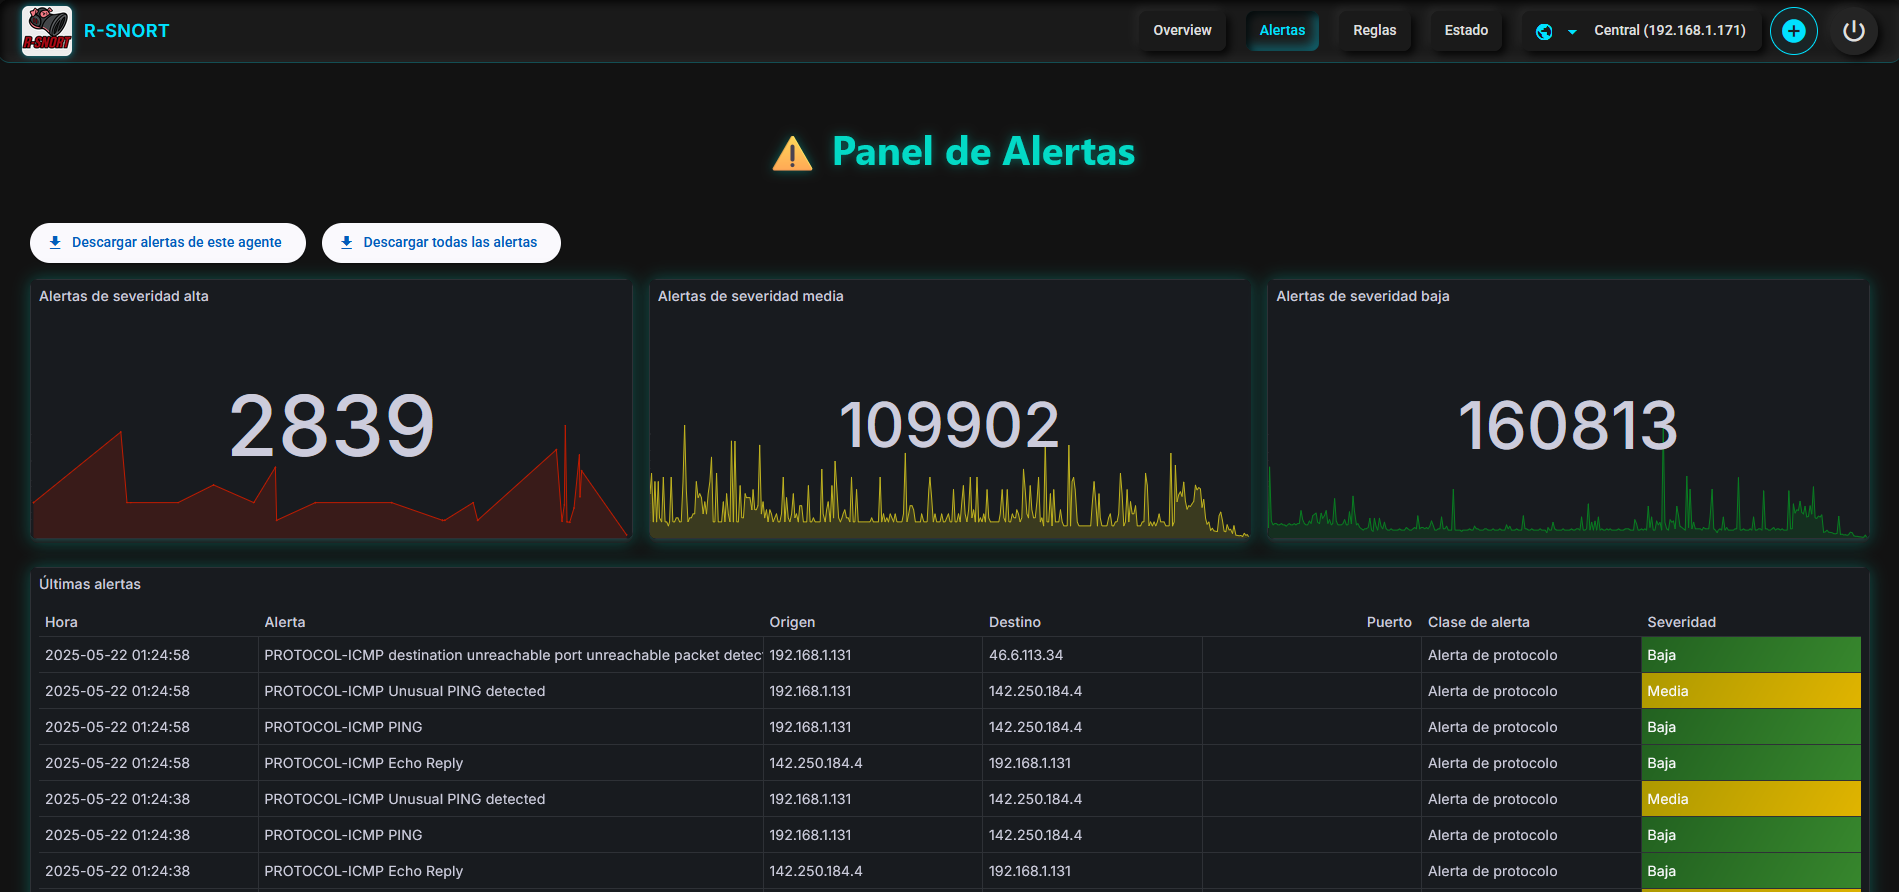 R-SNORT R-SNORT Overview Alertas Reglas Estado Central (192.168.1.171)
Panel de Alertas
Descargar alertas de este agente Descargar todas las alertas
Alertas de severidad alta Alertas de severidad media Alertas de severidad baja
2839 109902 160813
Últimas alertas
Hora Alerta Origen Destino Puerto Clase de alerta Severidad
2025-05-22 01:24:58 PROTOCOL-ICMP destination unreachable port unreachable packet detec 192.168.1.131 46.6.113.34 Alerta de protocolo Baja
2025-05-22 01:24:58 PROTOCOL-ICMP Unusual PING detected 192.168.1.131 142.250.184.4 Alerta de protocolo Media
2025-05-22 01:24:58 PROTOCOL-ICMP PING 192.168.1.131 142.250.184.4 Alerta de protocolo Baja
2025-05-22 01:24:58 PROTOCOL-ICMP Echo Reply 142.250.184.4 192.168.1.131 Alerta de protocolo Baja
2025-05-22 01:24:38 PROTOCOL-ICMP Unusual PING detected 192.168.1.131 142.250.184.4 Alerta de protocolo Media
2025-05-22 01:24:38 PROTOCOL-ICMP PING 192.168.1.131 142.250.184.4 Alerta de protocolo Baja
2025-05-22 01:24:38 PROTOCOL-ICMP Echo Reply 142.250.184.4 192.168.1.131 Alerta de protocolo Baja